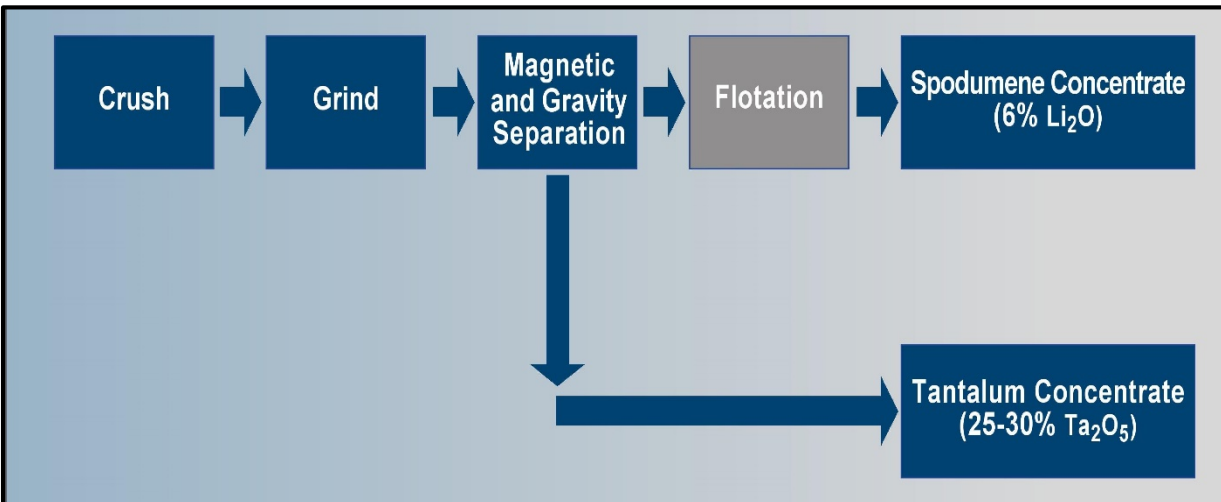 Crush
Grind
Magnetic
and Gravity
Separation
Flotation
Spodumene Concentrate
(6% Li₂O)
Tantalum Concentrate
(25-30% Ta₂O₅)